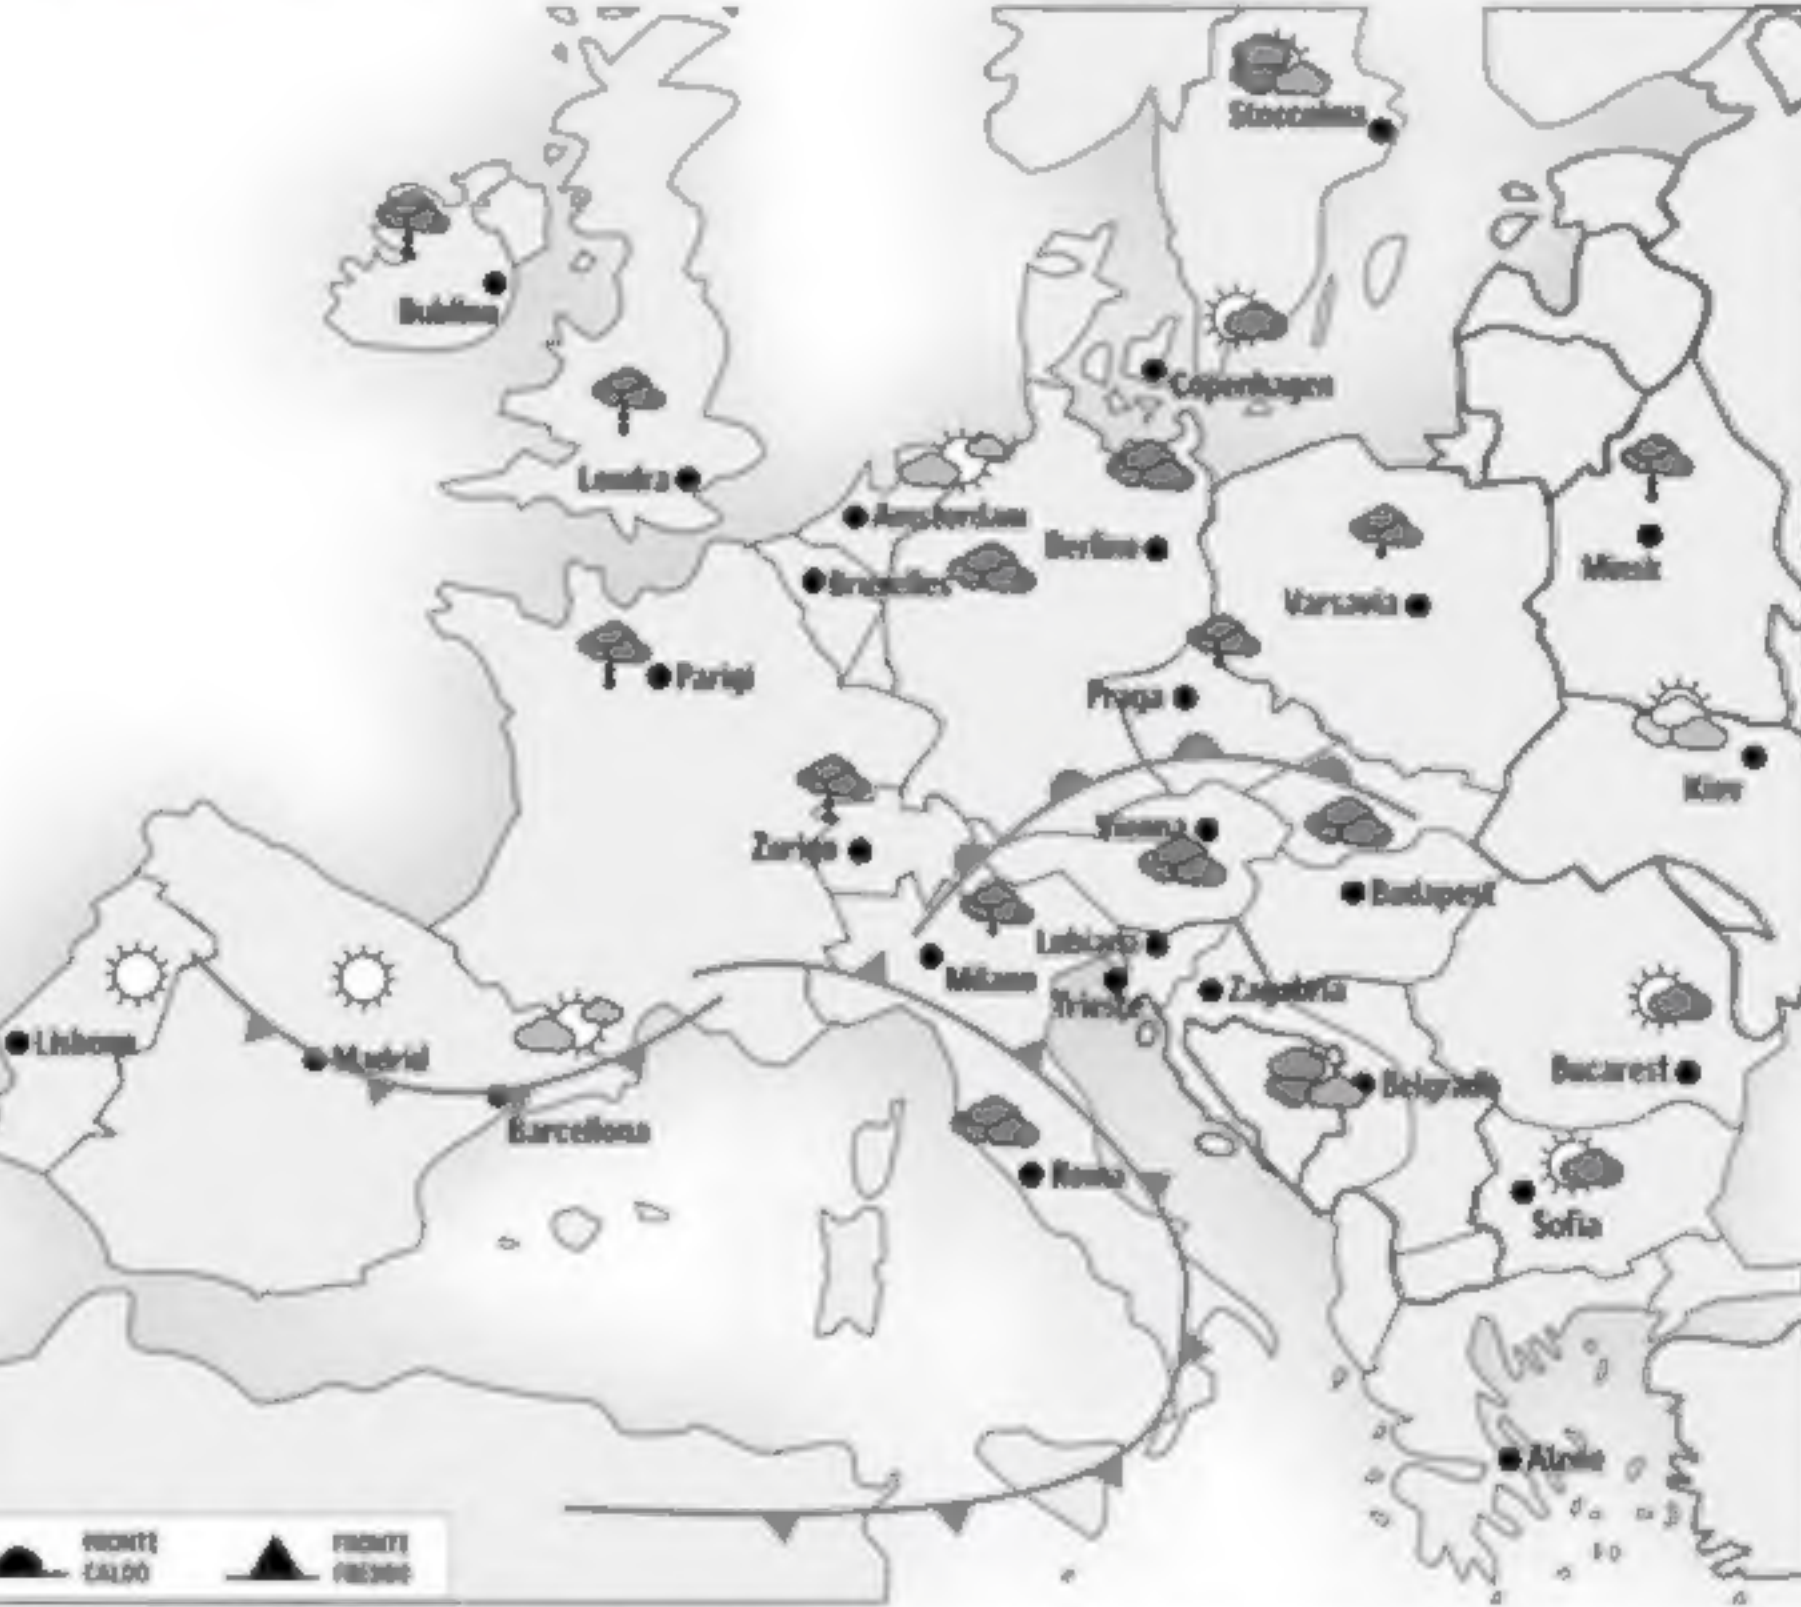 Stoccolma
Dublino
Copenhagen
Londra
Amsterdam
Berlino
Minsk
Bruxelles
Varsavia
Parigi
Praga
Kiev
Vienna
Zurigo
Budapest
Lubiana
Milano
Zagabria
Trieste
Lisbona
Madrid
Belgrado
Bucarest
Barcellona
Roma
Sofia
Atene
FRONTE FRONTE
CALDO FREDDO